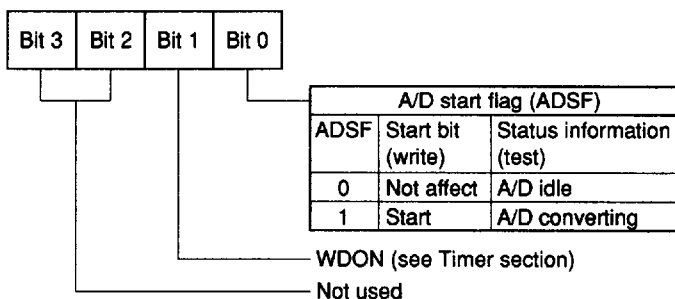 Bit 3 Bit 2 Bit 1 Bit 0
A/D start flag (ADSF)
ADSF Start bit (write) Status information (test)
0 Not affect A/D idle
1 Start A/D converting
WDON (see Timer section)
Not used